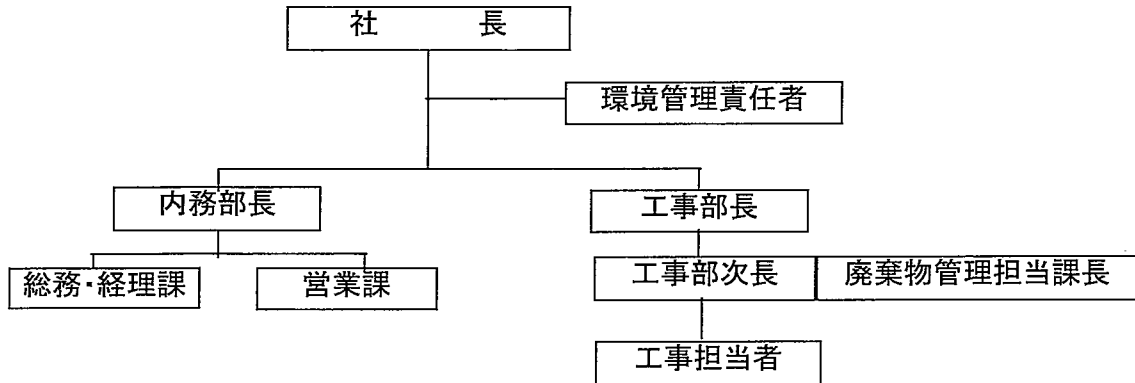 社長
環境管理責任者
内務部長
工事部長
総務・経理課
営業課
工事部次長
廃棄物管理担当課長
工事担当者